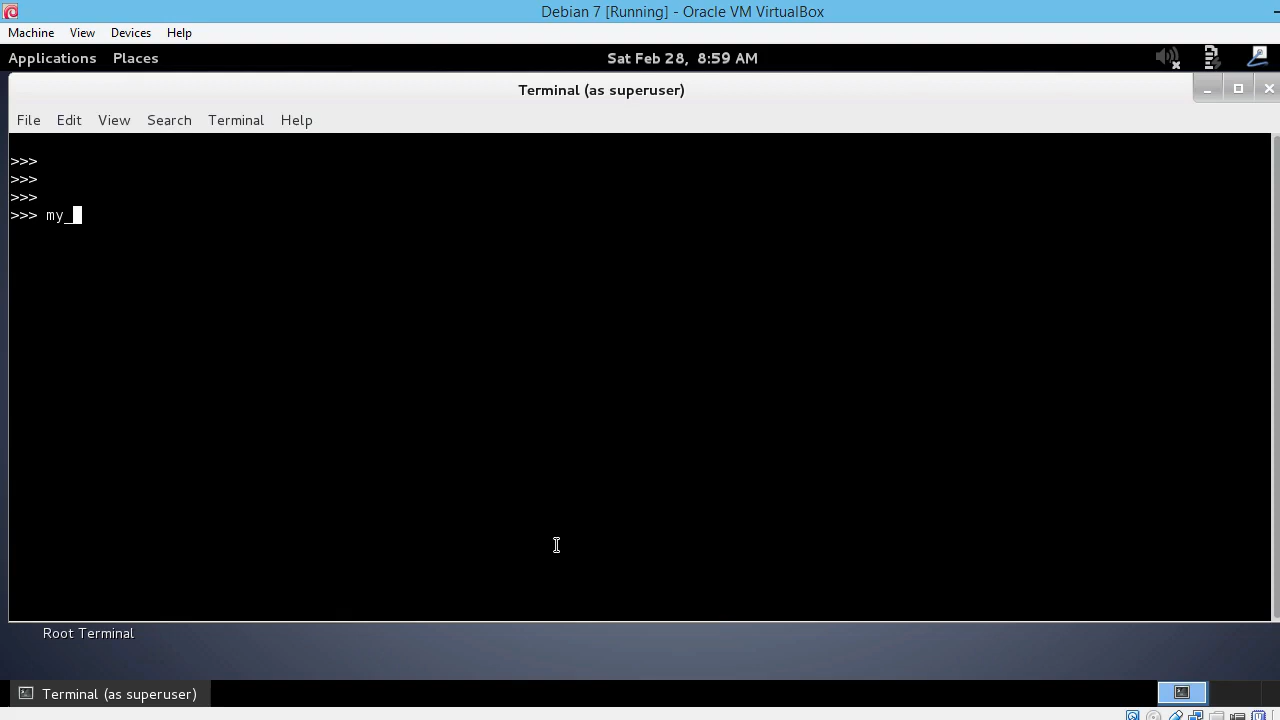 Debian 7 [Running] - Oracle VM VirtualBox
Machine View Devices Help
Applications Places Sat Feb 28, 8:59 AM
Terminal (as superuser)
File Edit View Search Terminal Help
>>>
>>>
>>>
>>> my_
Root Terminal
Terminal (as superuser)